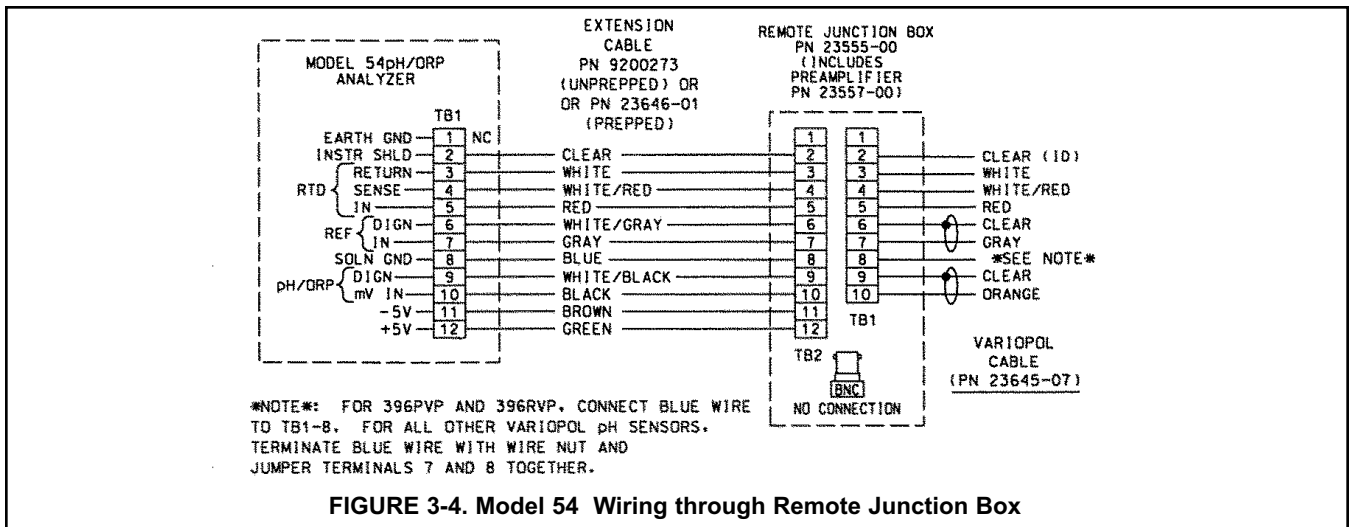 EXTENSION
CABLE
PN 9200273
(UNPREPPED) OR
OR PN 23646-01
(PREPPED)
REMOTE JUNCTION BOX
PN 23555-00
(INCLUDES
PREAMPLIFIER
PN 23557-00)
MODEL 54pH/ORP
ANALYZER
TB1
EARTH GND 1 NC 1 1
INSTR SHLD 2 CLEAR 2 2 CLEAR (ID)
RTD
RETURN 3 WHITE 3 3 WHITE
SENSE 4 WHITE/RED 4 4 WHITE/RED
IN 5 RED 5 5 RED
REF
DIGN 6 WHITE/GRAY 6 6 CLEAR
IN 7 GRAY 7 7 GRAY
SOLN GND 8 BLUE 8 8 *SEE NOTE*
pH/ORP
DIGN 9 WHITE/BLACK 9 9 CLEAR
mV IN 10 BLACK 10 10 ORANGE
-5V 11 BROWN 11
+5V 12 GREEN 12
TB1
TB2
BNC
NO CONNECTION
VARIOPOL
CABLE
(PN 23645-07)
*NOTE*: FOR 396PVP AND 396RVP, CONNECT BLUE WIRE
TO TB1-8. FOR ALL OTHER VARIOPOL pH SENSORS,
TERMINATE BLUE WIRE WITH WIRE NUT AND
JUMPER TERMINALS 7 AND 8 TOGETHER.
FIGURE 3-4. Model 54 Wiring through Remote Junction Box